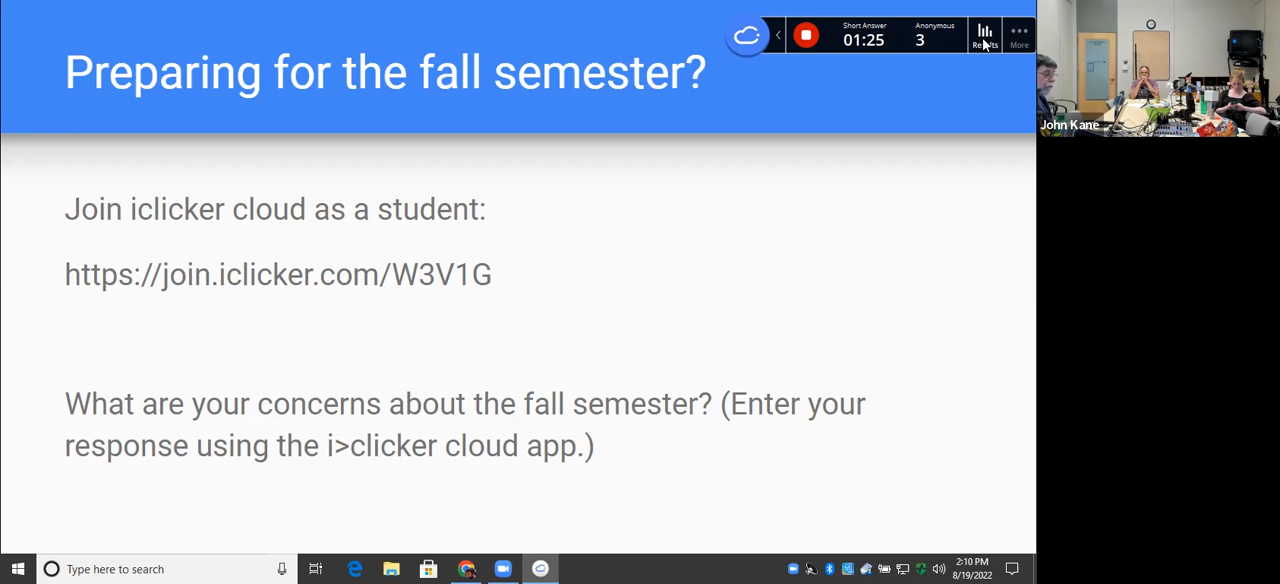 Preparing for the fall semester?
Short Answer
01:25
Anonymous
3
Results
More
John Kane
Join iclicker cloud as a student:
https://join.iclicker.com/W3V1G
What are your concerns about the fall semester? (Enter your
response using the i>clicker cloud app.)
Type here to search
2:10 PM
8/19/2022